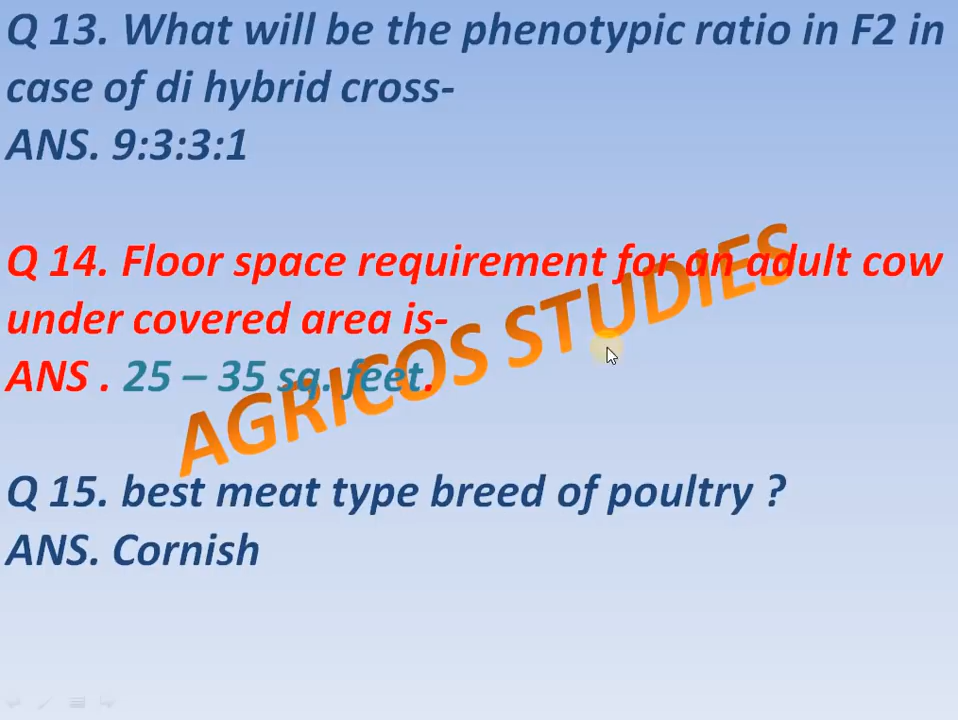 Q 13. What will be the phenotypic ratio in F2 in
case of di hybrid cross-
ANS. 9:3:3:1
Q 14. Floor space requirement for an adult cow
under covered area is-
ANS . 25 – 35 sq. feet.
AGRICOS STUDIES
Q 15. best meat type breed of poultry ?
ANS. Cornish